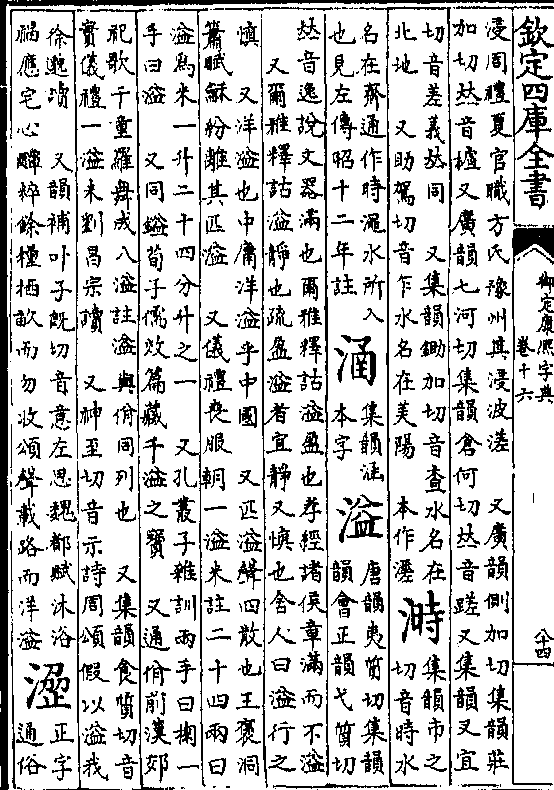 欽定四庫全書
御定康熙字典
卷十六
八十四
浸周禮夏官職方氏豫州其浸波溠 又廣韻側加切集韻莊
加切𠀤音樝又廣韻七河切集韻倉何切𠀤音蹉又集韻又宜
切音差義𠀤同 又集韻鋤加切音查水名在
北地 又助駕切音乍水名在美陽 本作
溡 集韻市之
切音時水
名在齊通作時澠水所入
也見左傳昭十二年註
涵 集韻涵
本字
溢 唐韻夷質切集韻
韻會正韻弋質切
𠀤音逸說文器滿也爾雅釋詁溢盈也孝經諸侯章滿而不溢
又爾雅釋詁溢靜也疏盈溢者宜靜又慎也舍人曰溢行之
慎 又洋溢也中庸洋溢乎中國 又匹溢聲四散也王褒洞
簫賦穌紛離其匹溢 又儀禮喪服朝一溢米註二十四兩曰
溢爲米一升二十四分升之一 又孔叢子雜訓兩手曰掬一
手曰溢 又同鎰荀子儒效篇藏千溢之寶 又通佾前漢郊
祀歌千童羅舞成八溢註溢與佾同列也 又集韻食質切音
實儀禮一溢米劉昌宗讀 又神至切音示詩周頌假以溢我
徐邈讀 又韻補叶于旣切音意左思魏都賦沐浴
福應宅心醰粹餘糧栖畝而勿收頌聲載路而洋溢
正字
通俗